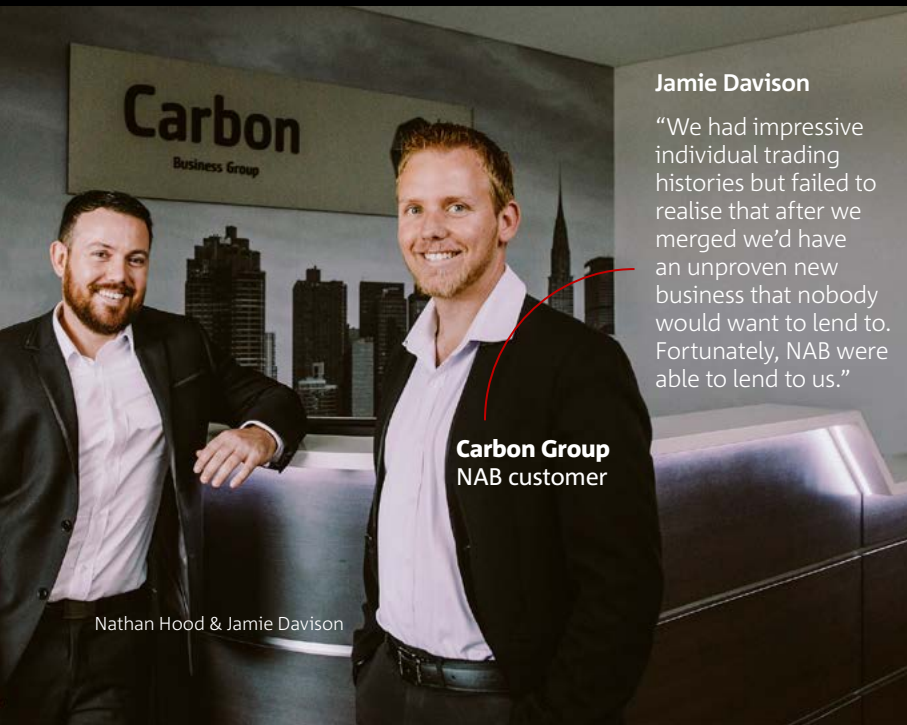 Carbon
Business Group
Jamie Davison
“We had impressive
individual trading
histories but failed to
realise that after we
merged we’d have
an unproven new
business that nobody
would want to lend to.
Fortunately, NAB were
able to lend to us.”
Carbon Group
NAB customer
Nathan Hood & Jamie Davison